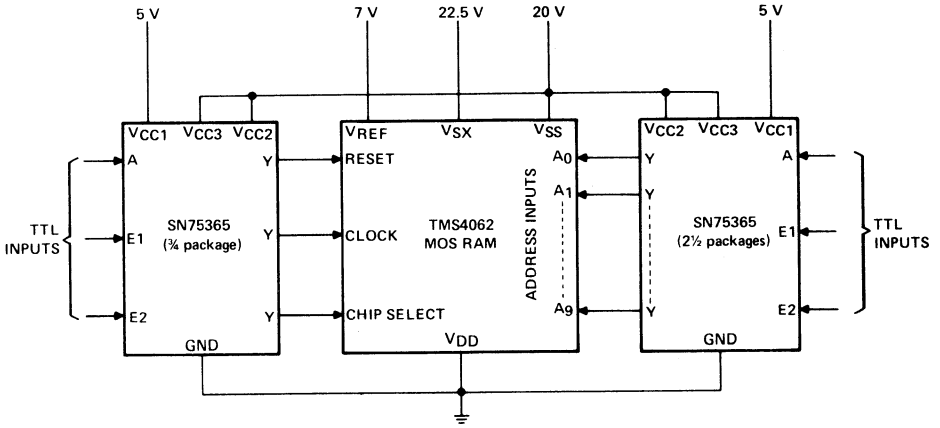 5 V 7 V 22.5 V 20 V 5 V
VCC1 VCC3 VCC2 VREF VSX VSS VCC2 VCC3 VCC1
A Y RESET A0 Y A
A1 Y
ADDRESS INPUTS
TTL
INPUTS
E1
SN75365
(¾ package)
Y
CLOCK
TMS4062
MOS RAM
SN75365
(2½ packages)
E1
TTL
INPUTS
E2 Y CHIP SELECT A9 Y E2
GND VDD GND